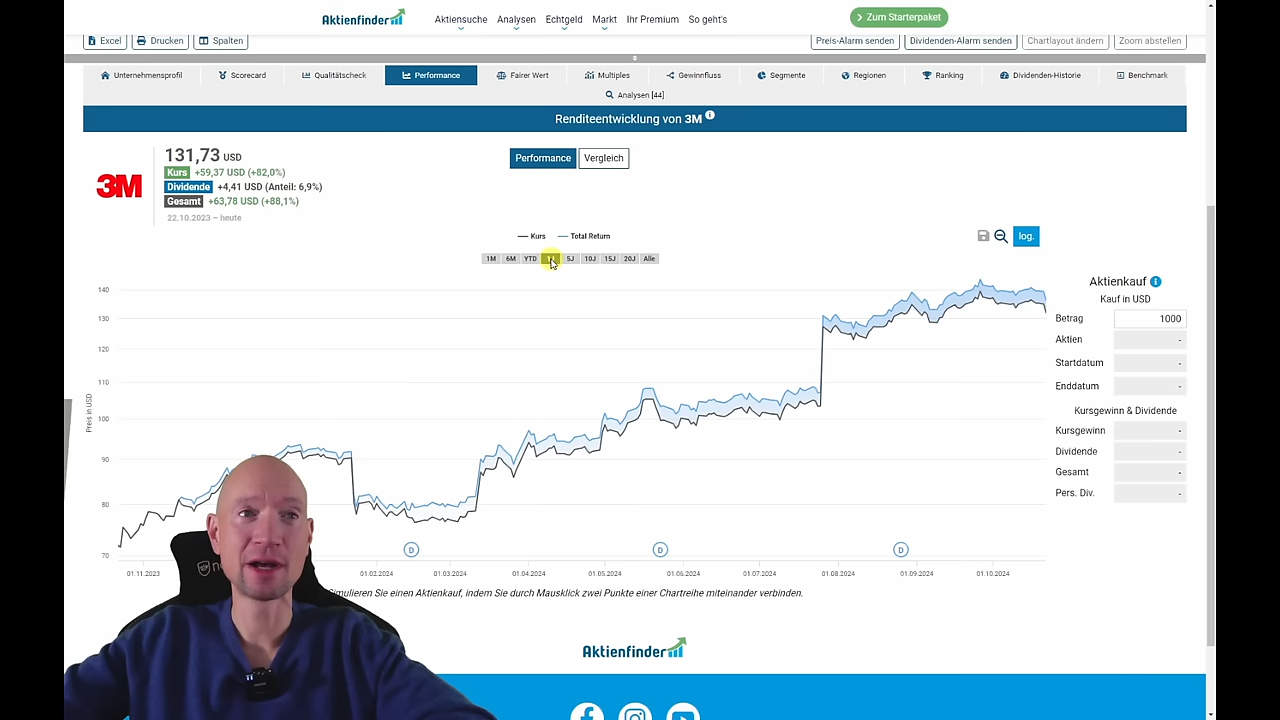 Aktienfinder
Aktiensuche Analysen Echtgeld Markt Ihr Premium So geht's
Zum Starterpaket
Excel Drucken Spalten Preis-Alarm senden Dividenden-Alarm senden Chartlayout ändern Zoom abstellen
Unternehmensprofil Scorecard Qualitätscheck Performance Fairer Wert Multiples Gewinnfluss Segmente Regionen Ranking Dividenden-Historie Benchmark
Analysen [44]
Renditeentwicklung von 3M
3M
131,73 USD
Kurs +59,37 USD (+82,0%)
Dividende +4,41 USD (Anteil: 6,9%)
Gesamt +63,78 USD (+88,1%)
22.10.2023 – heute
Performance Vergleich
Kurs Total Return
log.
1M 6M YTD 5J 10J 15J 20J Alle
Preis in USD
140
130
120
110
100
90
80
70
D D D
01.11.2023 01.02.2024 01.03.2024 01.04.2024 01.05.2024 01.06.2024 01.07.2024 01.08.2024 01.09.2024 01.10.2024
Aktienkauf
Kauf in USD
Betrag 1000
Aktien -
Startdatum -
Enddatum -
Kursgewinn & Dividende
Kursgewinn -
Dividende -
Gesamt -
Pers. Div. -
Simulieren Sie einen Aktienkauf, indem Sie durch Mausklick zwei Punkte einer Chartreihe miteinander verbinden.
Aktienfinder